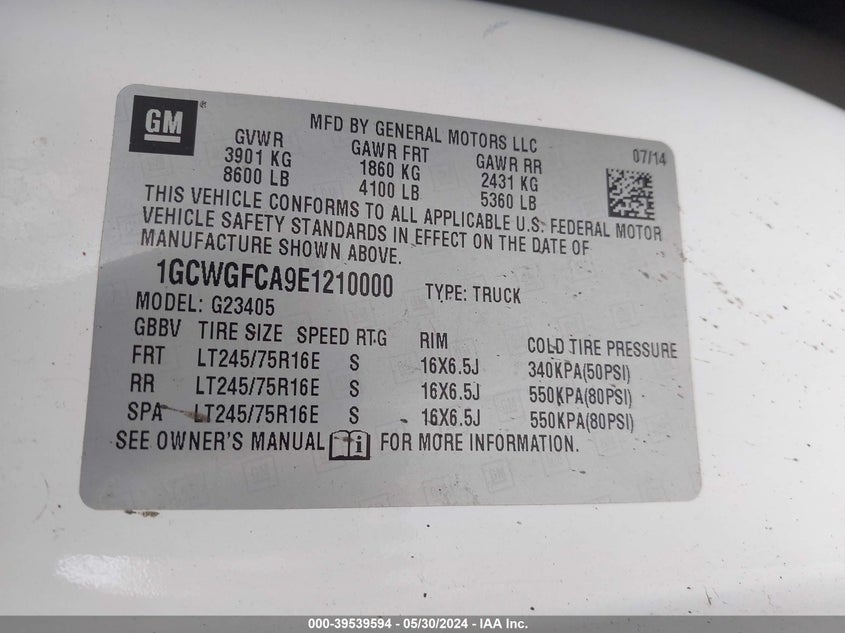 GM®
MFD BY GENERAL MOTORS LLC
07/14
GVWR GAWR FRT GAWR RR
3901 KG 1860 KG 2431 KG
8600 LB 4100 LB 5360 LB
THIS VEHICLE CONFORMS TO ALL APPLICABLE U.S. FEDERAL MOTOR
VEHICLE SAFETY STANDARDS IN EFFECT ON THE DATE OF
MANUFACTURE SHOWN ABOVE.
1GCWGFCA9E1210000 TYPE: TRUCK
MODEL: G23405
GBBV TIRE SIZE SPEED RTG RIM COLD TIRE PRESSURE
FRT LT245/75R16E S 16X6.5J 340KPA(50PSI)
RR LT245/75R16E S 16X6.5J 550KPA(80PSI)
SPA LT245/75R16E S 16X6.5J 550KPA(80PSI)
SEE OWNER'S MANUAL i FOR MORE INFORMATION.
000-39539594 - 05/30/2024 - IAA Inc.